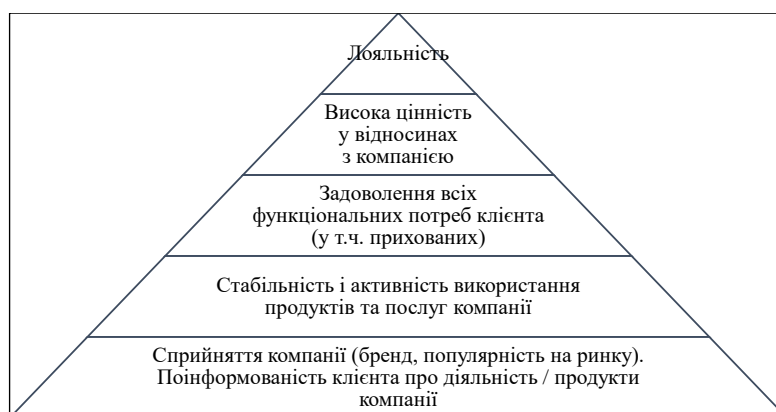 Лояльність
Висока цінність
у відносинах
з компанією
Задоволення всіх
функціональних потреб клієнта
(у т.ч. прихованих)
Стабільність і активність використання
продуктів та послуг компанії
Сприйняття компанії (бренд, популярність на ринку).
Поінформованість клієнта про діяльність / продукти
компанії